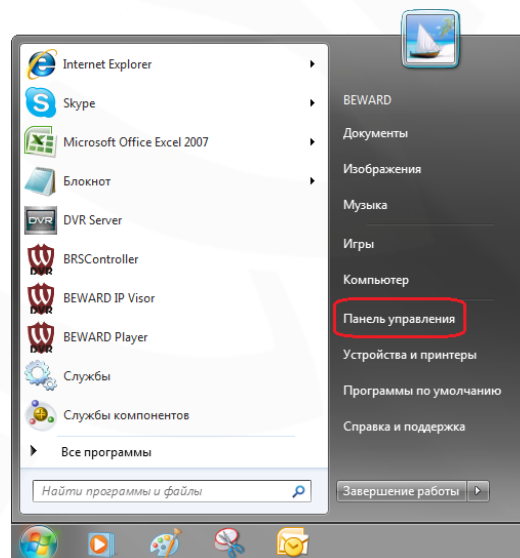 Internet Explorer
Skype
Microsoft Office Excel 2007
Блокнот
DVR Server
BRSController
BEWARD IP Visor
BEWARD Player
Службы
Службы компонентов
Все программы
Найти программы и файлы
BEWARD
Документы
Изображения
Музыка
Игры
Компьютер
Панель управления
Устройства и принтеры
Программы по умолчанию
Справка и поддержка
Завершение работы